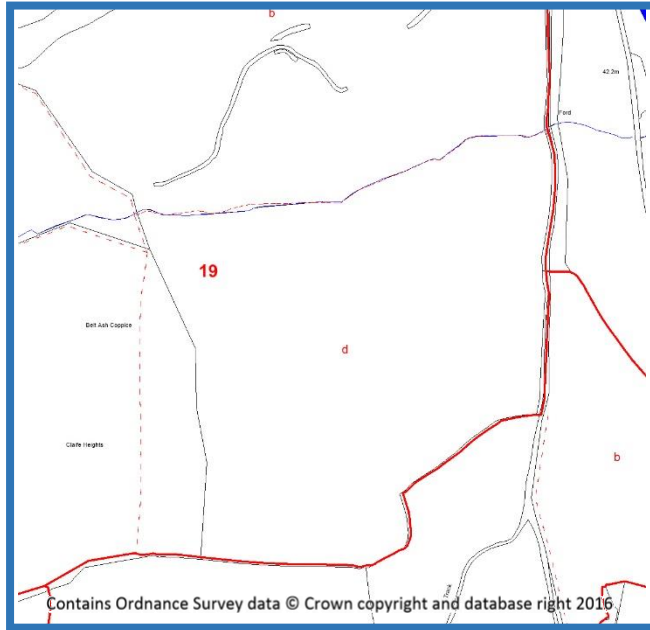 b
42.2m
Ford
19
Belt Ash Coppice
d
Claife Heights
b
Track
Contains Ordnance Survey data © Crown copyright and database right 2016